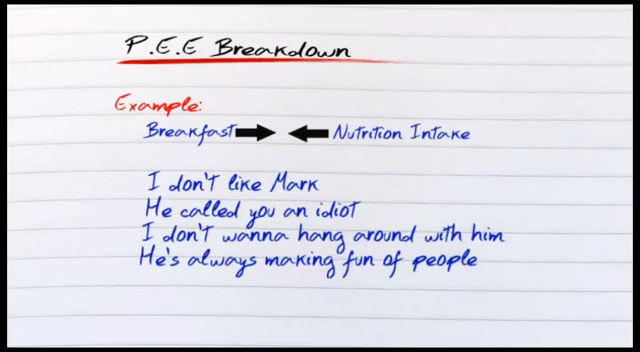 P.E.E Breakdown
Example:
Breakfast Nutrition Intake
I don't like Mark
He called you an idiot
I don't wanna hang around with him
He's always making fun of people